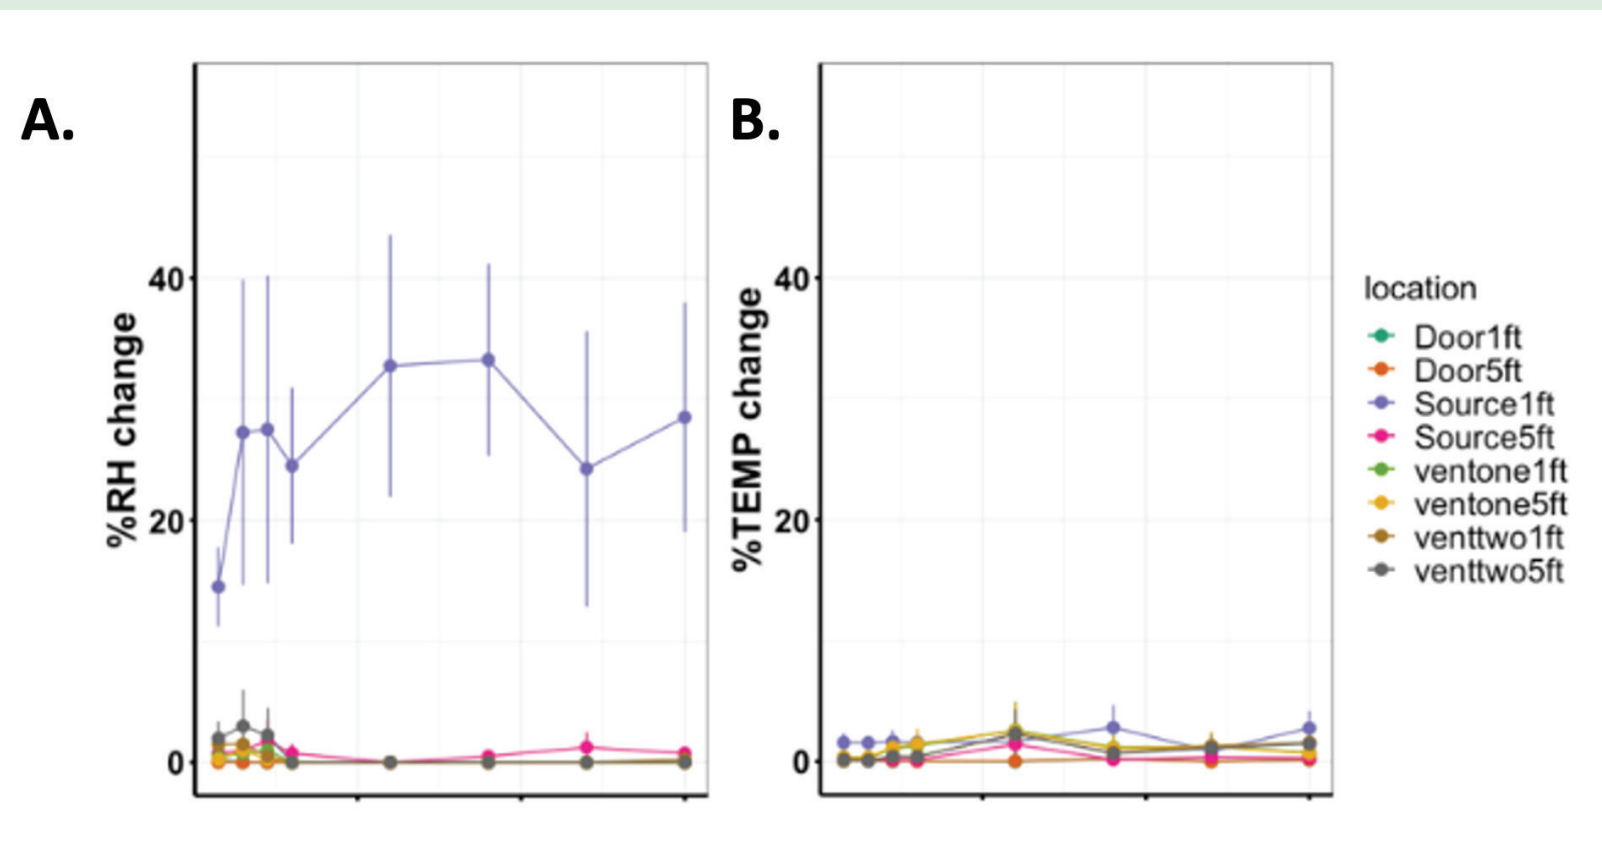 A.
%RH change
40
20
0
B.
%TEMP change
40
20
0
location
Door1ft
Door5ft
Source1ft
Source5ft
ventone1ft
ventone5ft
venttwo1ft
venttwo5ft